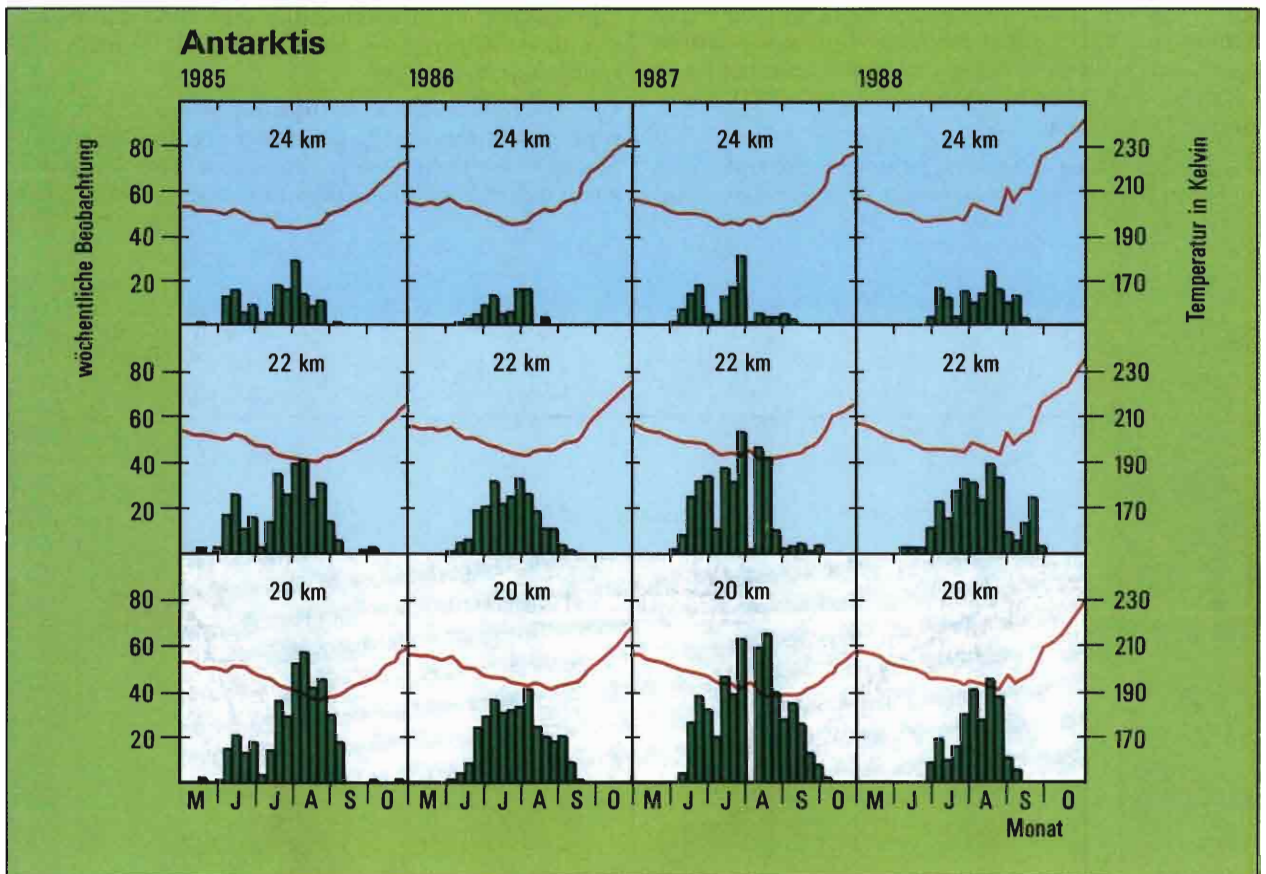 Antarktis
1985 1986 1987 1988
wöchentliche Beobachtung
Temperatur in Kelvin
24 km 24 km 24 km 24 km
80 230
60 210
40 190
20 170
22 km 22 km 22 km 22 km
80 230
60 210
40 190
20 170
20 km 20 km 20 km 20 km
80 230
60 210
40 190
20 170
M J J A S O M J J A S O M J J A S O M J J A S O
Monat